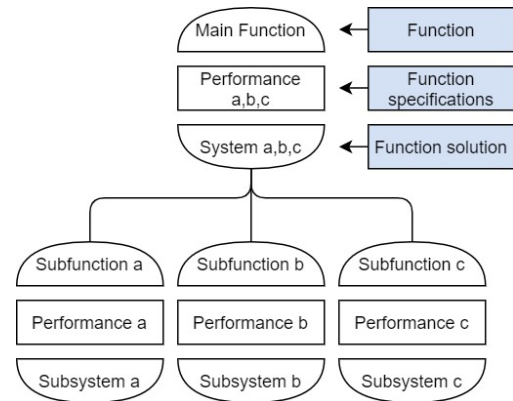 Main Function
Function
Performance
a,b,c
Function
specifications
System a,b,c
Function solution
Subfunction a
Subfunction b
Subfunction c
Performance a
Performance b
Performance c
Subsystem a
Subsystem b
Subsystem c